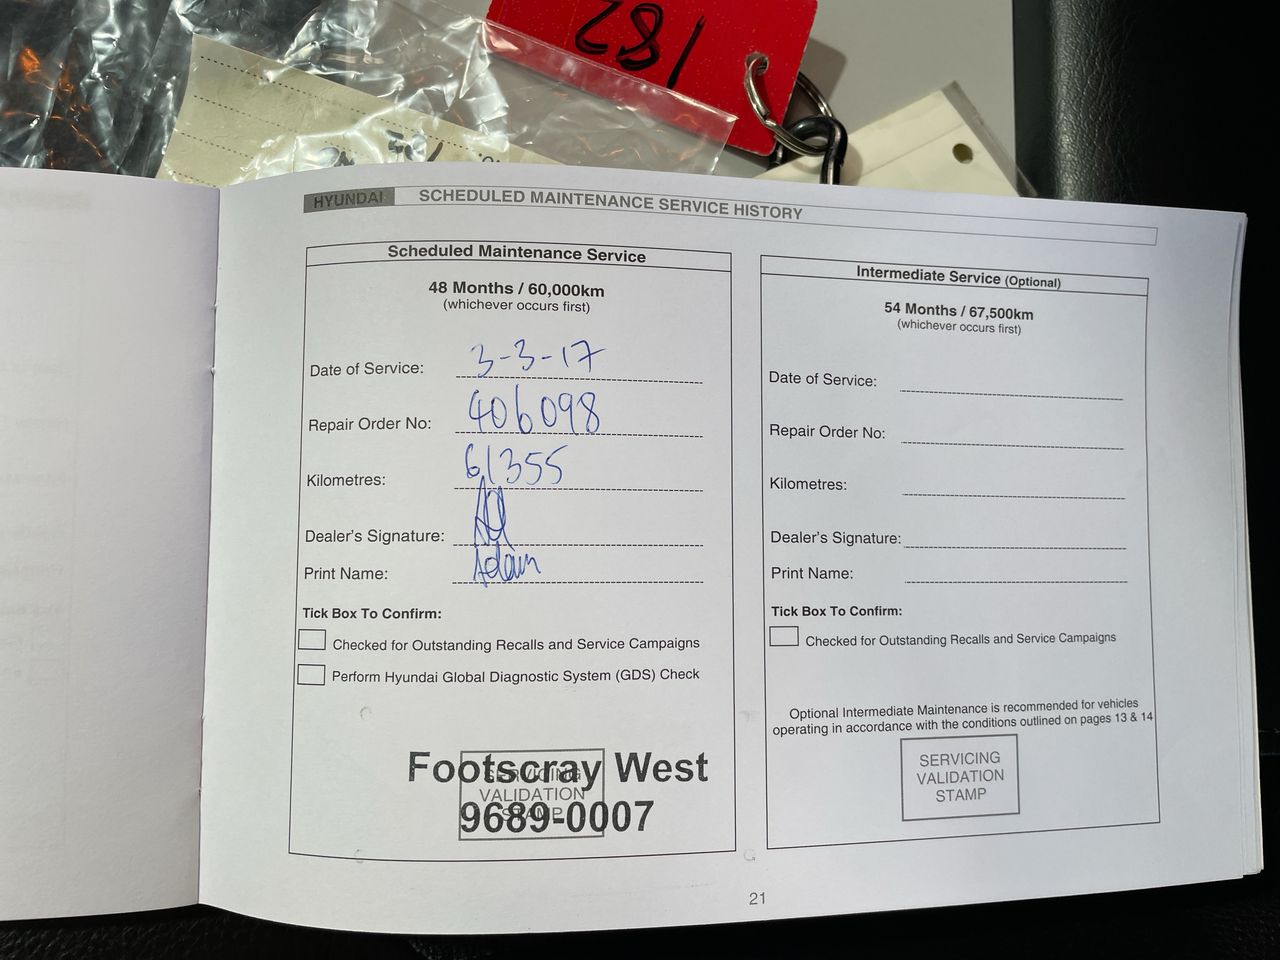 182
HYUNDAI SCHEDULED MAINTENANCE SERVICE HISTORY
Scheduled Maintenance Service
48 Months / 60,000km
(whichever occurs first)
Date of Service: 3-3-17
Repair Order No: 406098
Kilometres: 61355
Dealer's Signature:
Print Name: Adam
Tick Box To Confirm:
Checked for Outstanding Recalls and Service Campaigns
Perform Hyundai Global Diagnostic System (GDS) Check
SERVICING
VALIDATION
STAMP
Footscray West
9689-0007
Intermediate Service (Optional)
54 Months / 67,500km
(whichever occurs first)
Date of Service:
Repair Order No:
Kilometres:
Dealer's Signature:
Print Name:
Tick Box To Confirm:
Checked for Outstanding Recalls and Service Campaigns
Optional Intermediate Maintenance is recommended for vehicles
operating in accordance with the conditions outlined on pages 13 & 14
SERVICING
VALIDATION
STAMP
21